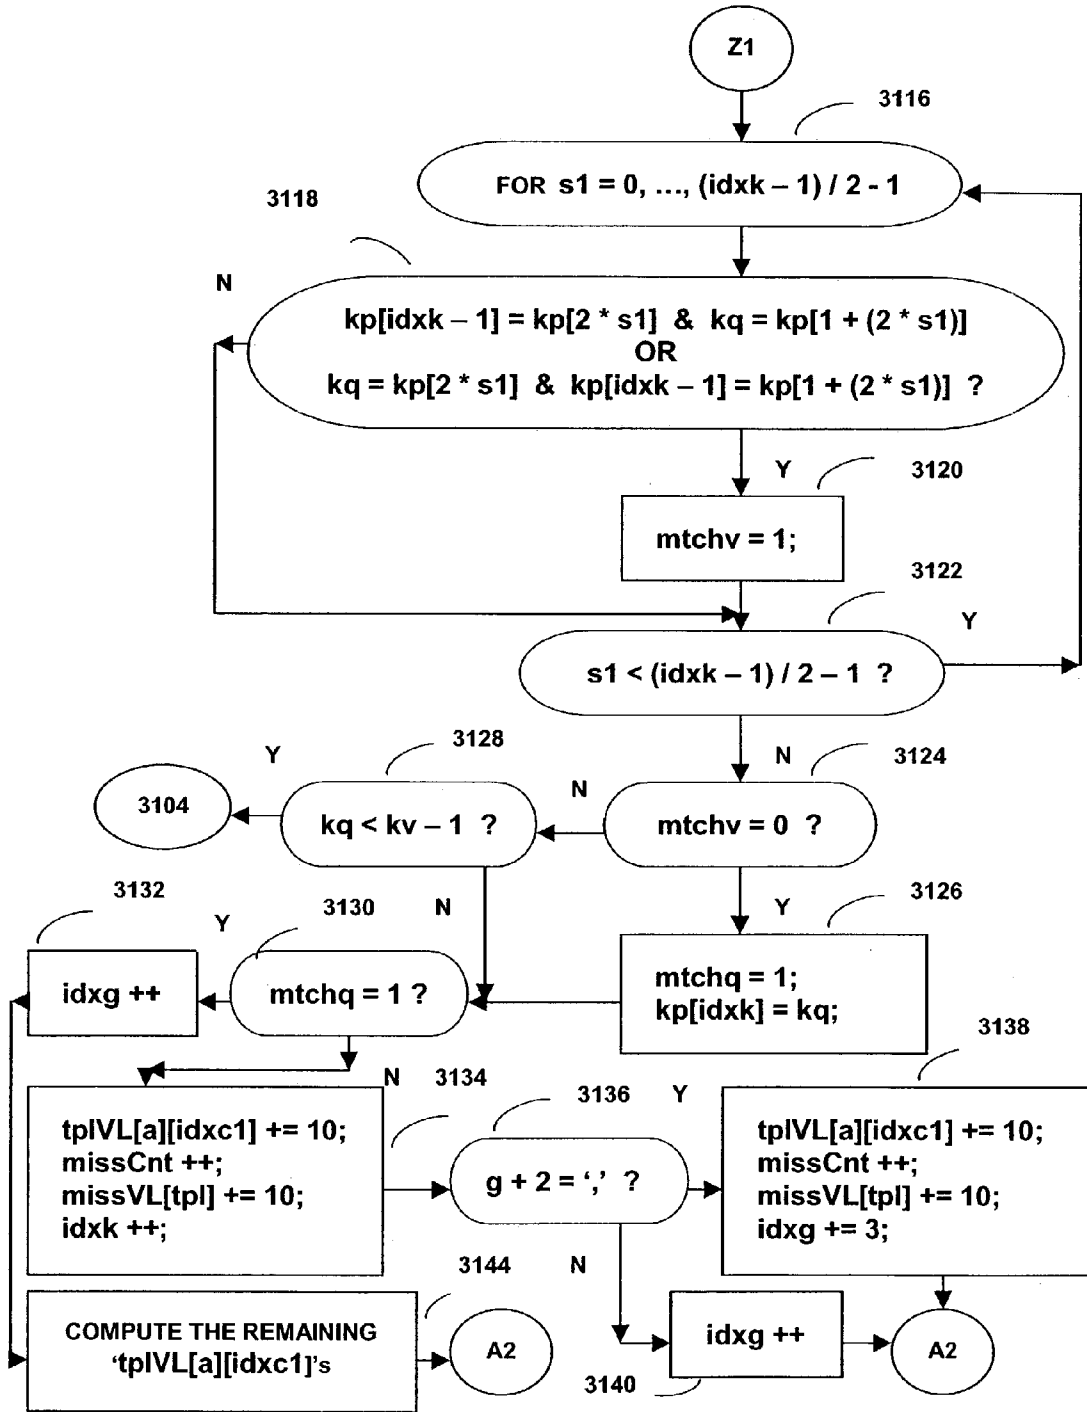 Z1
3116
FOR s1 = 0, ..., (idxk – 1) / 2 - 1
3118
N
kp[idxk – 1] = kp[2 * s1] & kq = kp[1 + (2 * s1)]
OR
kq = kp[2 * s1] & kp[idxk – 1] = kp[1 + (2 * s1)] ?
Y
3120
mtchv = 1;
3122
Y
s1 < (idxk – 1) / 2 – 1 ?
N
3124
3128
Y
N
3104
kq < kv – 1 ?
mtchv = 0 ?
3132
Y
3130
N
Y
3126
idxg ++
mtchq = 1 ?
mtchq = 1;
kp[idxk] = kq;
3138
N
3134
3136
Y
tplVL[a][idxc1] += 10;
missCnt ++;
missVL[tpl] += 10;
idxk ++;
g + 2 = ‘,’ ?
tplVL[a][idxc1] += 10;
missCnt ++;
missVL[tpl] += 10;
idxg += 3;
3144
N
COMPUTE THE REMAINING
‘tplVL[a][idxc1]’s
A2
idxg ++
3140
A2